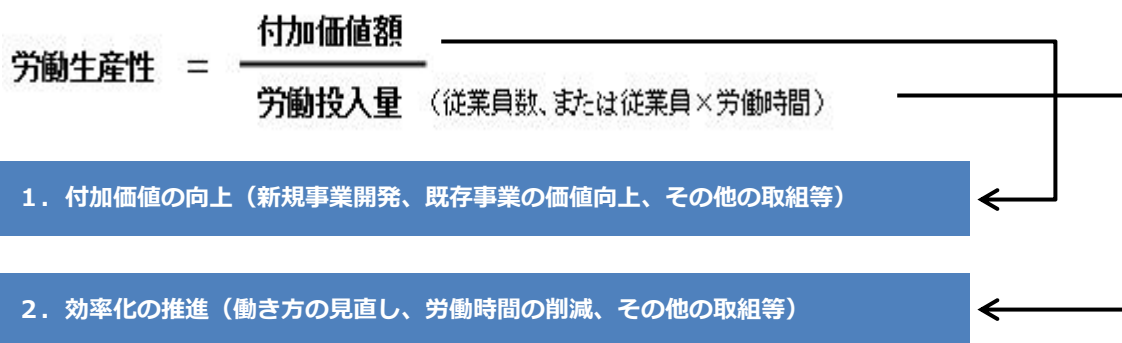 付加価値額
労働生産性 =
労働投入量 (従業員数、または従業員×労働時間)
1．付加価値の向上（新規事業開発、既存事業の価値向上、その他の取組等）
2．効率化の推進（働き方の見直し、労働時間の削減、その他の取組等）